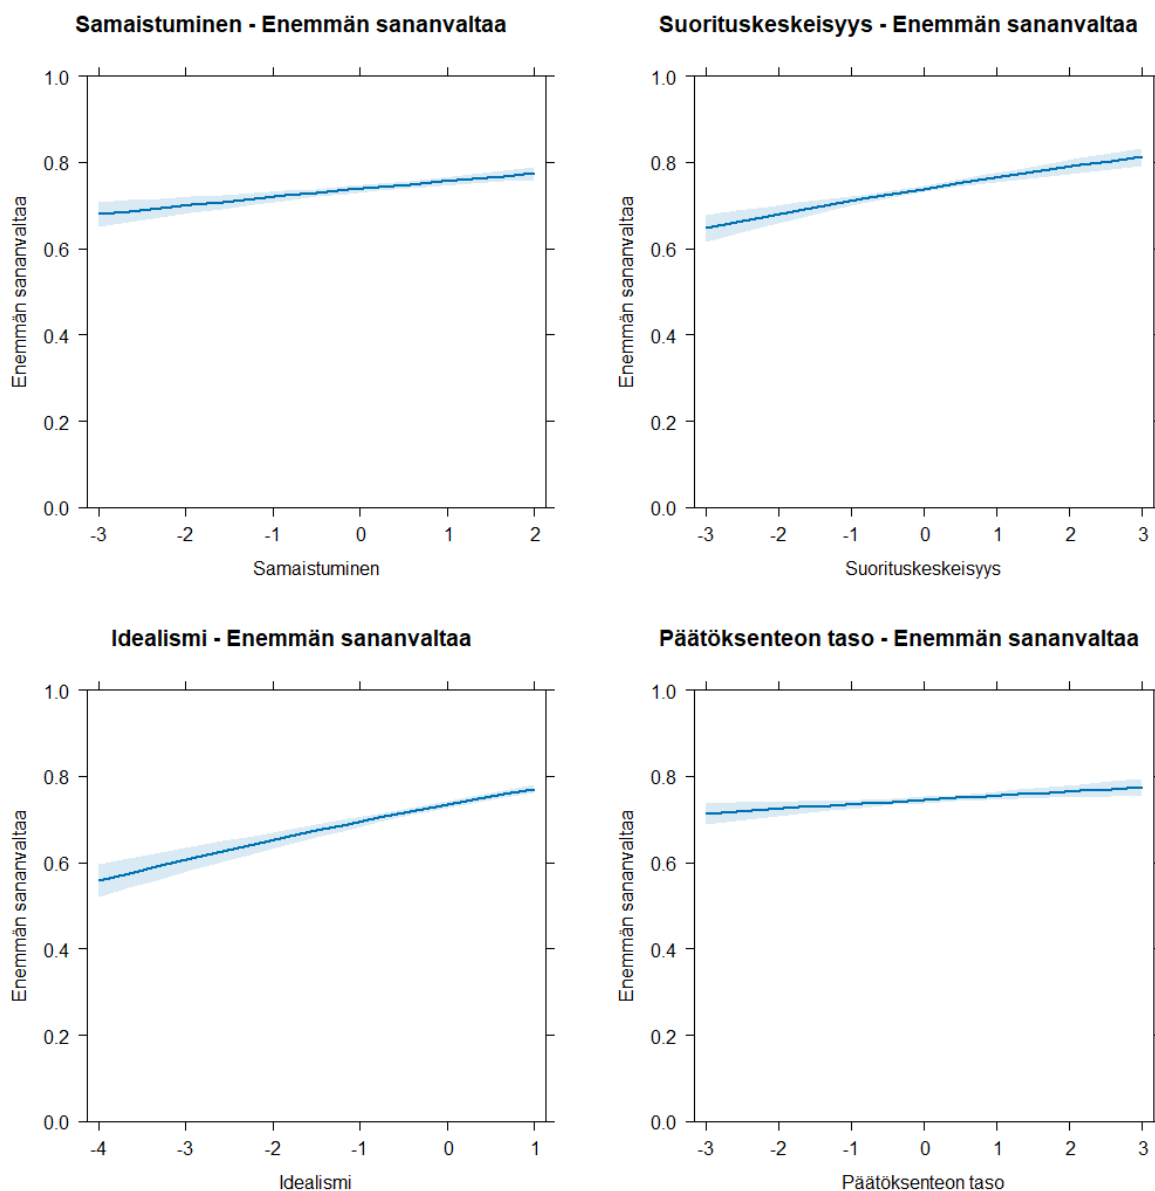 Samaistuminen - Enemmän sananvaltaa
1.0
0.8
0.6
0.4
0.2
0.0
Enemmän sananvaltaa
-3 -2 -1 0 1 2
Samaistuminen
Suorituskeskeisyys - Enemmän sananvaltaa
1.0
0.8
0.6
0.4
0.2
0.0
Enemmän sananvaltaa
-3 -2 -1 0 1 2 3
Suorituskeskeisyys
Idealismi - Enemmän sananvaltaa
1.0
0.8
0.6
0.4
0.2
0.0
Enemmän sananvaltaa
-4 -3 -2 -1 0 1
Idealismi
Päätöksenteon taso - Enemmän sananvaltaa
1.0
0.8
0.6
0.4
0.2
0.0
Enemmän sananvaltaa
-3 -2 -1 0 1 2 3
Päätöksenteon taso